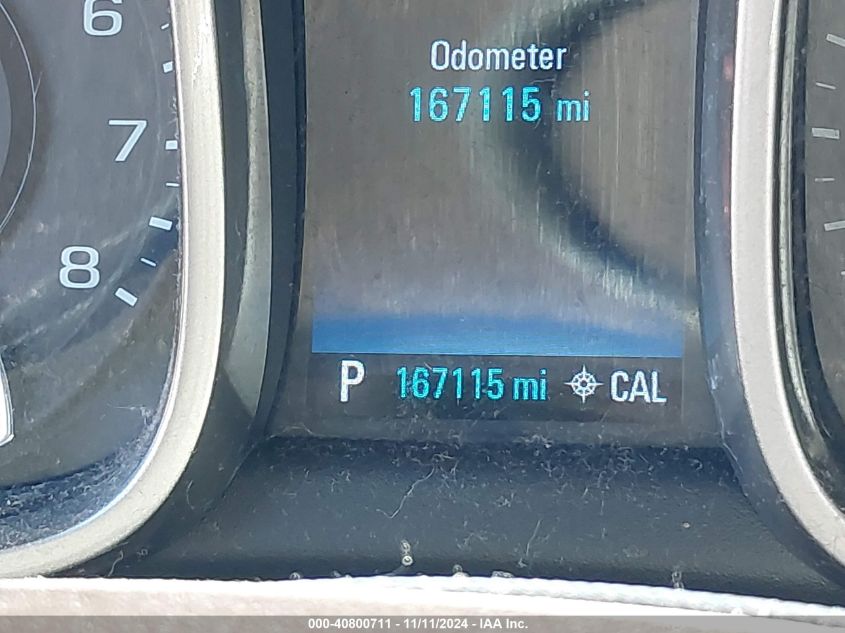 6
7
8
Odometer
167115 mi
P 167115 mi CAL
000-40800711 - 11/11/2024 - IAA Inc.